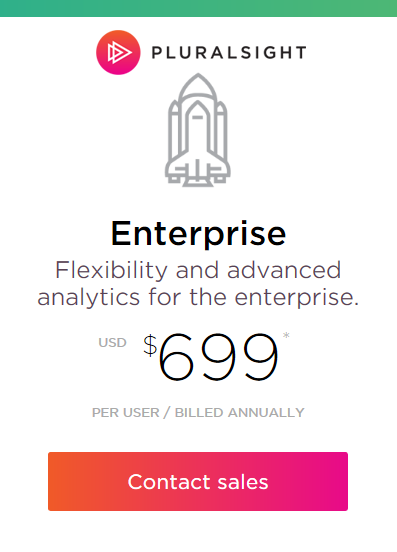 PLURALSIGHT
Enterprise
Flexibility and advanced
analytics for the enterprise.
USD $699*
PER USER / BILLED ANNUALLY
Contact sales